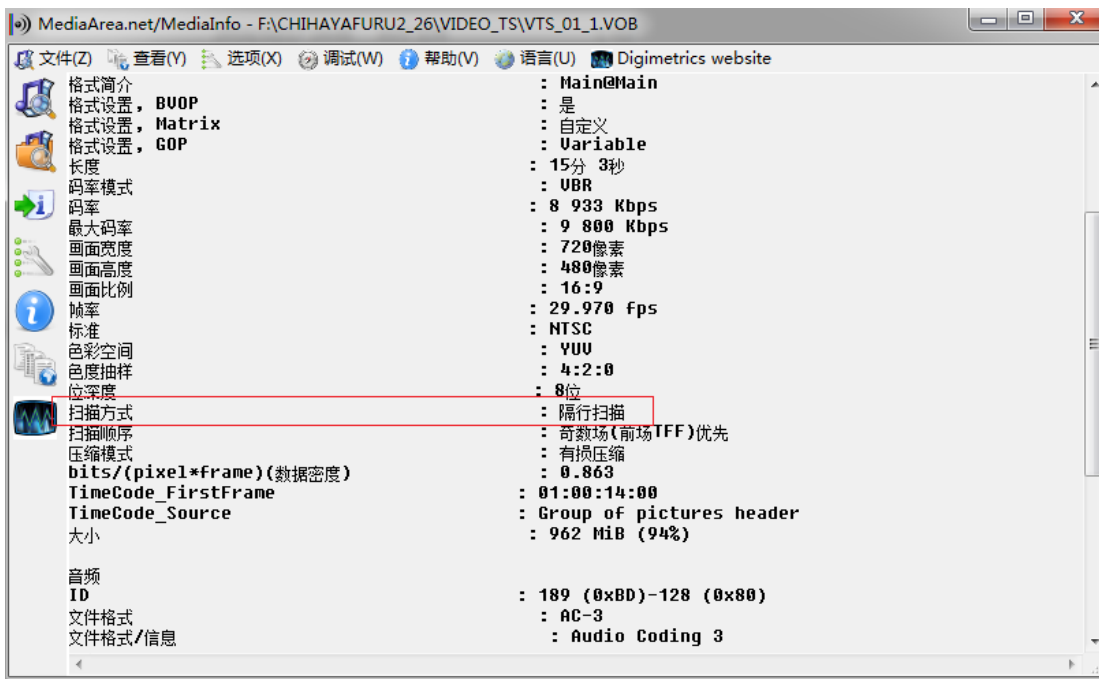 MediaArea.net/MediaInfo - F:\CHIHAYAFURU2_26\VIDEO_TS\VTS_01_1.VOB
文件(Z) 查看(Y) 选项(X) 调试(W) 帮助(V) 语言(U) Digimetrics website
格式简介 : Main@Main
格式设置, BVOP : 是
格式设置, Matrix : 自定义
格式设置, GOP : Variable
长度 : 15分 3秒
码率模式 : VBR
码率 : 8 933 Kbps
最大码率 : 9 800 Kbps
画面宽度 : 720像素
画面高度 : 480像素
画面比例 : 16:9
帧率 : 29.970 fps
标准 : NTSC
色彩空间 : YUV
色度抽样 : 4:2:0
位深度 : 8位
扫描方式 : 隔行扫描
扫描顺序 : 奇数场(前场TFF)优先
压缩模式 : 有损压缩
bits/(pixel*frame)(数据密度) : 0.863
TimeCode_FirstFrame : 01:00:14:00
TimeCode_Source : Group of pictures header
大小 : 962 MiB (94%)
音频
ID : 189 (0xBD)-128 (0x80)
文件格式 : AC-3
文件格式/信息 : Audio Coding 3